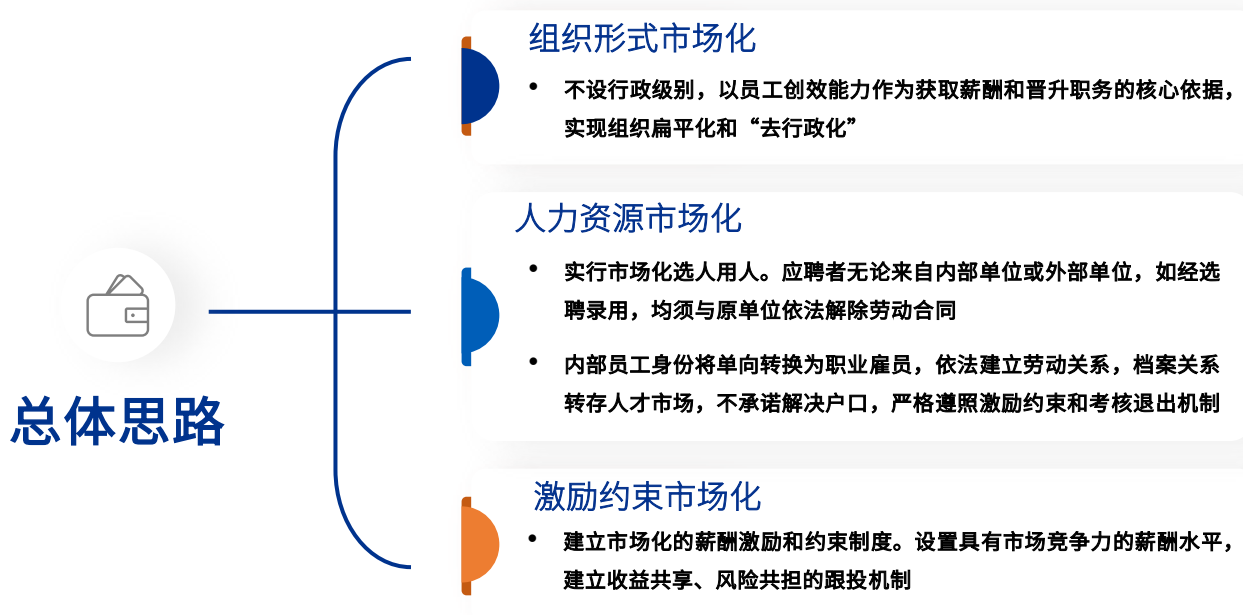 总体思路
组织形式市场化
• 不设行政级别，以员工创效能力作为获取薪酬和晋升职务的核心依据，
实现组织扁平化和“去行政化”
人力资源市场化
• 实行市场化选人用人。应聘者无论来自内部单位或外部单位，如经选
聘录用，均须与原单位依法解除劳动合同
• 内部员工身份将单向转换为职业雇员，依法建立劳动关系，档案关系
转存人才市场，不承诺解决户口，严格遵照激励约束和考核退出机制
激励约束市场化
• 建立市场化的薪酬激励和约束制度。设置具有市场竞争力的薪酬水平，
建立收益共享、风险共担的跟投机制